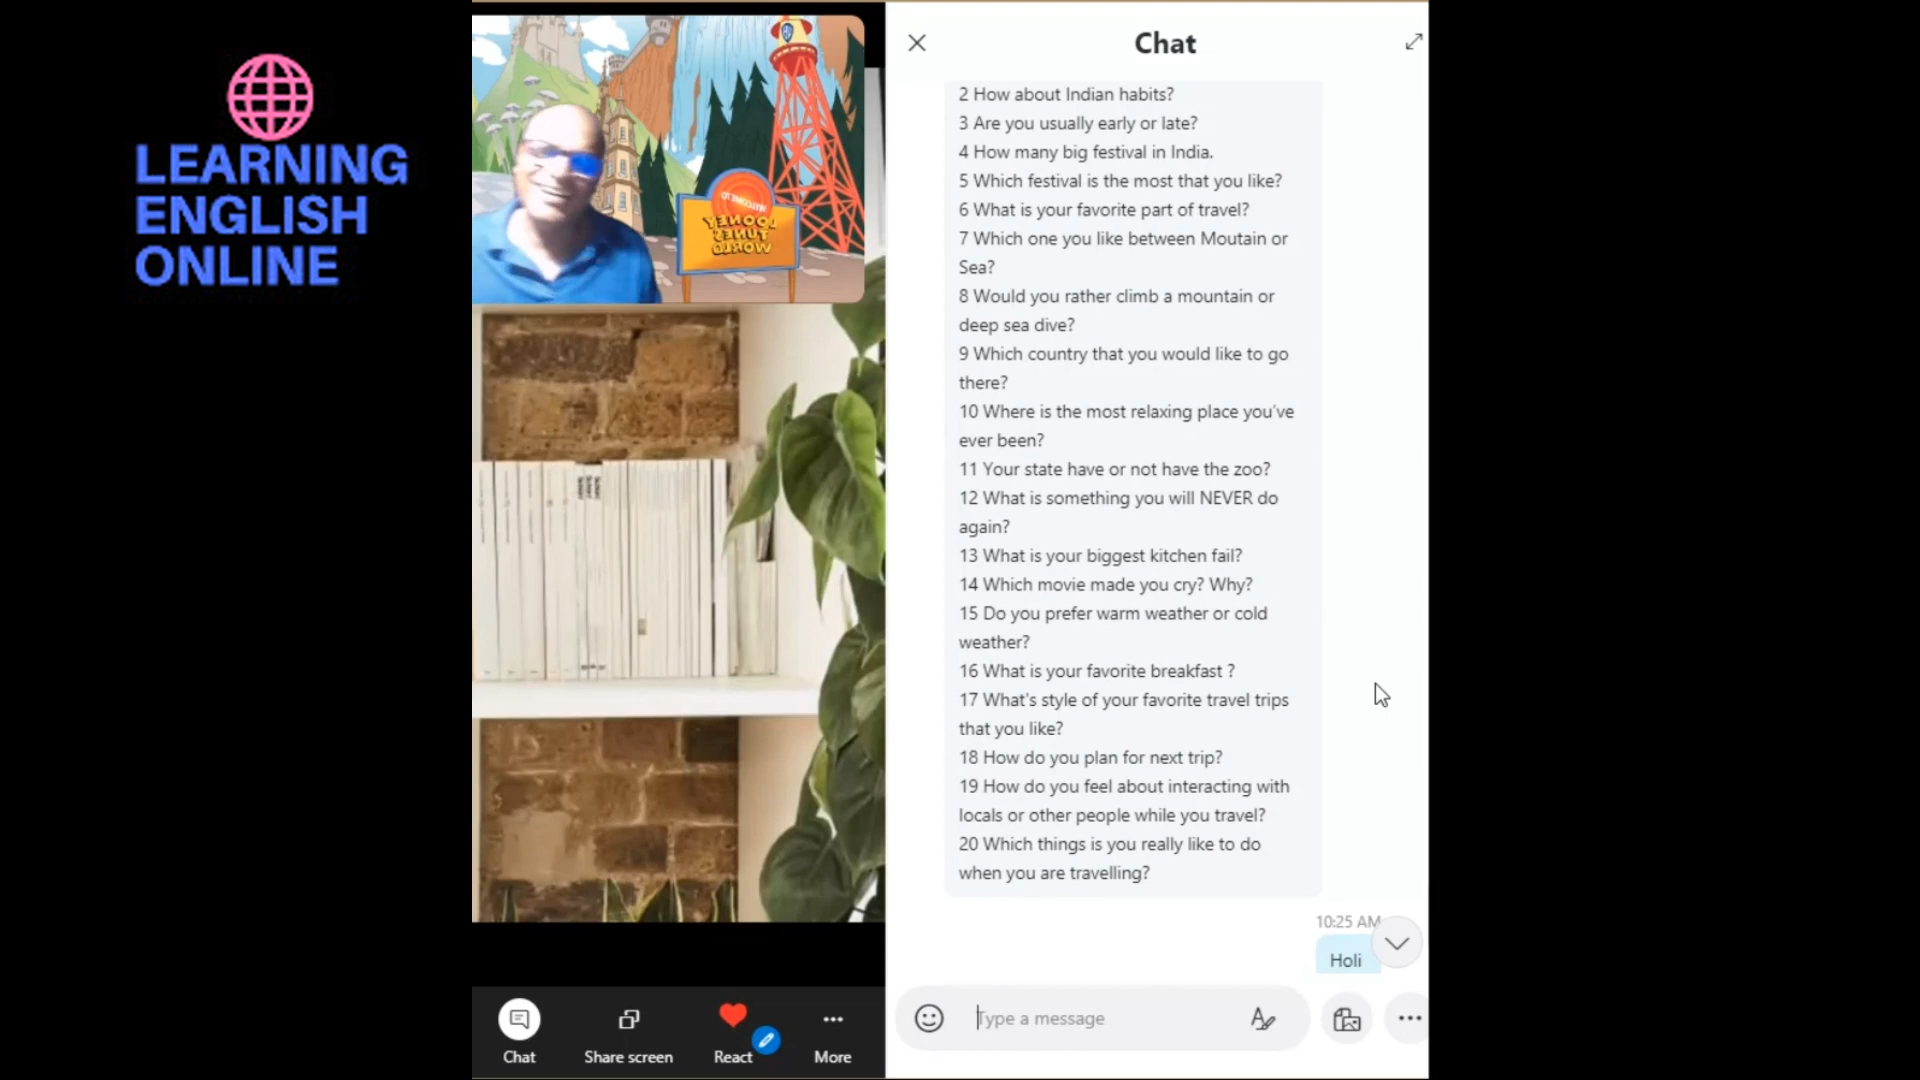 LEARNING
ENGLISH
ONLINE
WELCOME TO
LOONEY
TUNES
WORLD
Chat
2 How about Indian habits?
3 Are you usually early or late?
4 How many big festival in India.
5 Which festival is the most that you like?
6 What is your favorite part of travel?
7 Which one you like between Moutain or
Sea?
8 Would you rather climb a mountain or
deep sea dive?
9 Which country that you would like to go
there?
10 Where is the most relaxing place you've
ever been?
11 Your state have or not have the zoo?
12 What is something you will NEVER do
again?
13 What is your biggest kitchen fail?
14 Which movie made you cry? Why?
15 Do you prefer warm weather or cold
weather?
16 What is your favorite breakfast ?
17 What's style of your favorite travel trips
that you like?
18 How do you plan for next trip?
19 How do you feel about interacting with
locals or other people while you travel?
20 Which things is you really like to do
when you are travelling?
10:25 AM
Holi
Type a message
Chat
Share screen
React
More